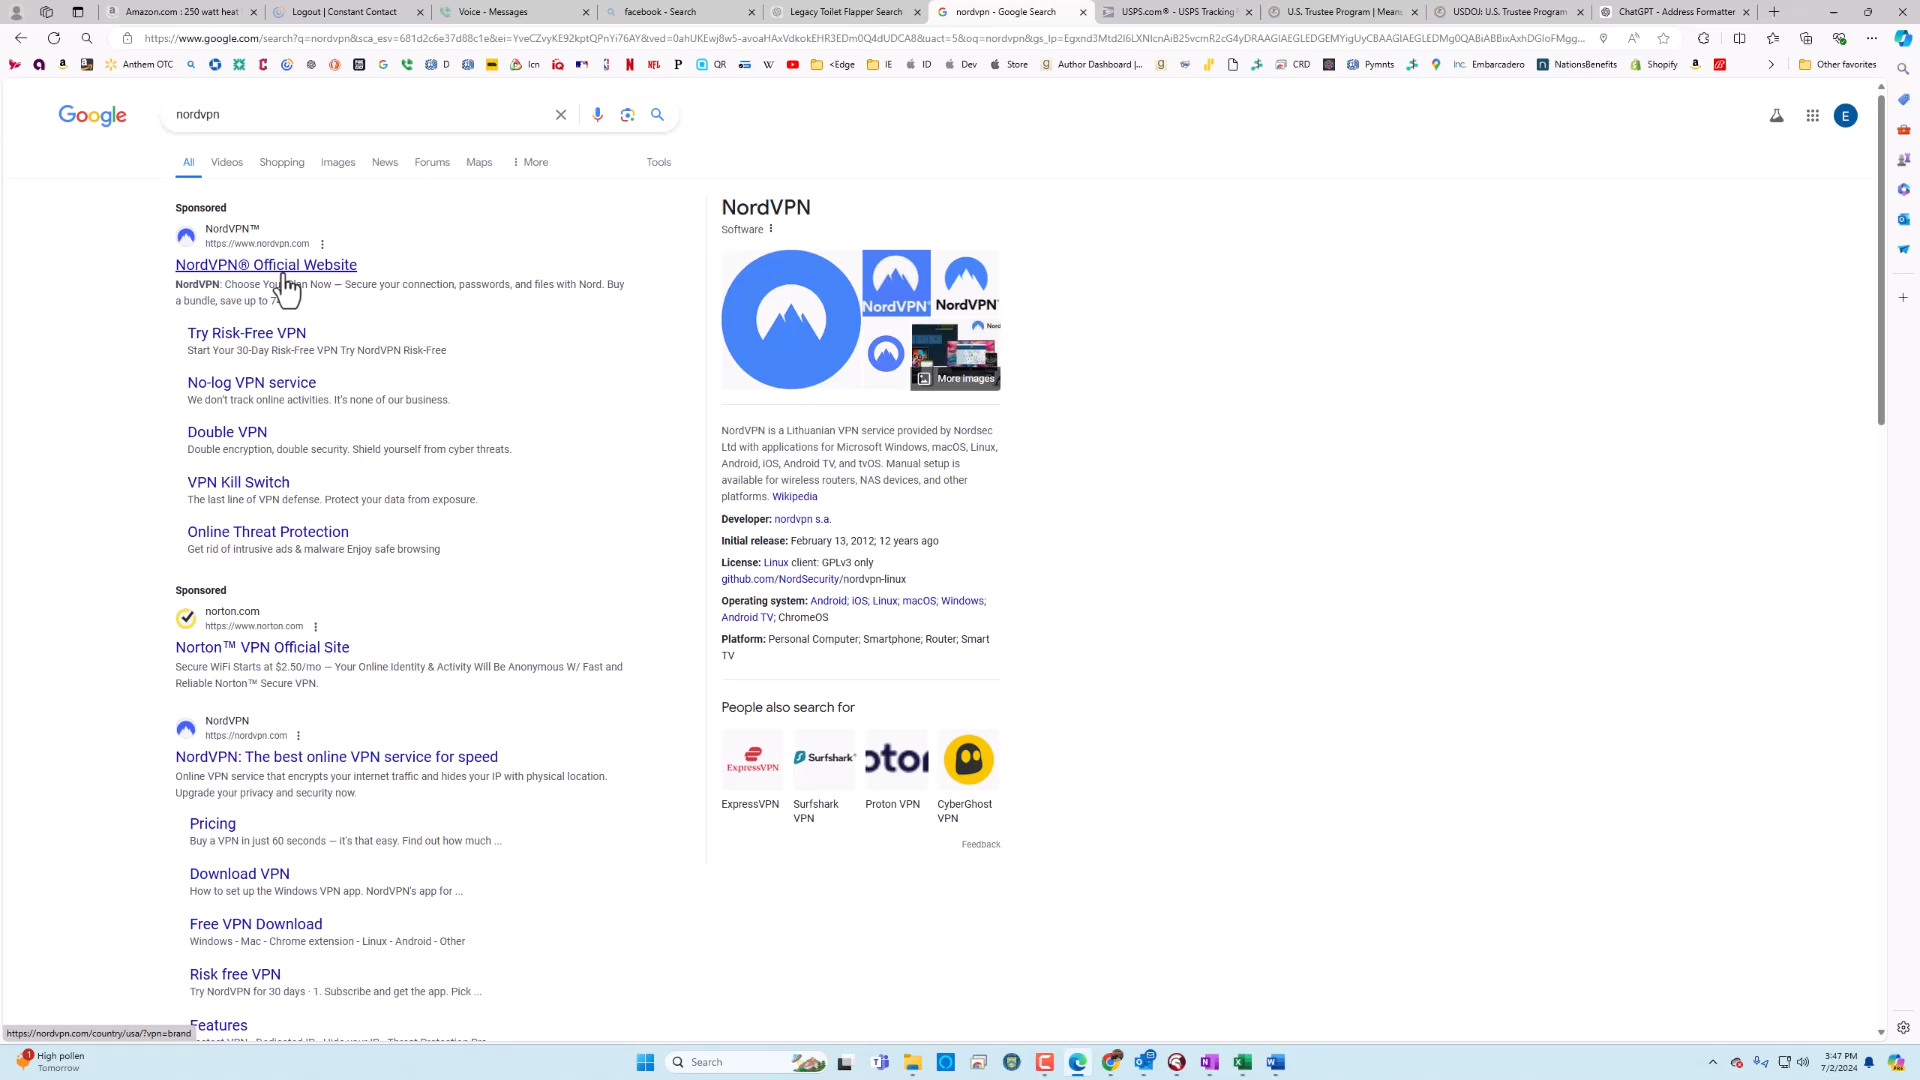 Amazon.com : 250 watt heat
Logout | Constant Contact
Voice - Messages
facebook - Search
Legacy Toilet Flapper Search
nordvpn - Google Search
USPS.com® - USPS Tracking
U.S. Trustee Program | Means
USDOJ: U.S. Trustee Program
ChatGPT - Address Formatter
Anthem OTC
D
Icn
QR
<Edge
IE
ID
Dev
Store
Author Dashboard |...
CRD
Pymnts
Inc. Embarcadero
NationsBenefits
Shopify
Other favorites
Google
nordvpn
E
All
Videos
Shopping
Images
News
Forums
Maps
More
Tools
Sponsored
NordVPN™
https://www.nordvpn.com
NordVPN® Official Website
NordVPN: Choose Your Plan Now — Secure your connection, passwords, and files with Nord. Buy
a bundle, save up to
Try Risk-Free VPN
Start Your 30-Day Risk-Free VPN Try NordVPN Risk-Free
No-log VPN service
We don't track online activities. It's none of our business.
Double VPN
Double encryption, double security. Shield yourself from cyber threats.
VPN Kill Switch
The last line of VPN defense. Protect your data from exposure.
Online Threat Protection
Get rid of intrusive ads & malware Enjoy safe browsing
Sponsored
norton.com
https://www.norton.com
Norton™ VPN Official Site
Secure WiFi Starts at $2.50/mo — Your Online Identity & Activity Will Be Anonymous W/ Fast and
Reliable Norton™ Secure VPN.
NordVPN
https://nordvpn.com
NordVPN: The best online VPN service for speed
Online VPN service that encrypts your internet traffic and hides your IP with physical location.
Upgrade your privacy and security now.
Pricing
Buy a VPN in just 60 seconds — it's that easy. Find out how much ...
Download VPN
How to set up the Windows VPN app. NordVPN's app for ...
Free VPN Download
Windows - Mac - Chrome extension - Linux - Android - Other
Risk free VPN
Try NordVPN for 30 days · 1. Subscribe and get the app. Pick ...
Features
https://nordvpn.com/country/usa/?vpn=brand
NordVPN
Software
NordVPN®
NordVPN®
More images
NordVPN is a Lithuanian VPN service provided by Nordsec
Ltd with applications for Microsoft Windows, macOS, Linux,
Android, iOS, Android TV, and tvOS. Manual setup is
available for wireless routers, NAS devices, and other
platforms. Wikipedia
Developer: nordvpn s.a.
Initial release: February 13, 2012; 12 years ago
License: Linux client: GPLv3 only
github.com/NordSecurity/nordvpn-linux
Operating system: Android; iOS; Linux; macOS; Windows;
Android TV; ChromeOS
Platform: Personal Computer; Smartphone; Router; Smart
TV
People also search for
ExpressVPN
Surfshark
oton
ExpressVPN
Surfshark
VPN
Proton VPN
CyberGhost
VPN
Feedback
1
High pollen
Tomorrow
Search
3:47 PM
7/2/2024